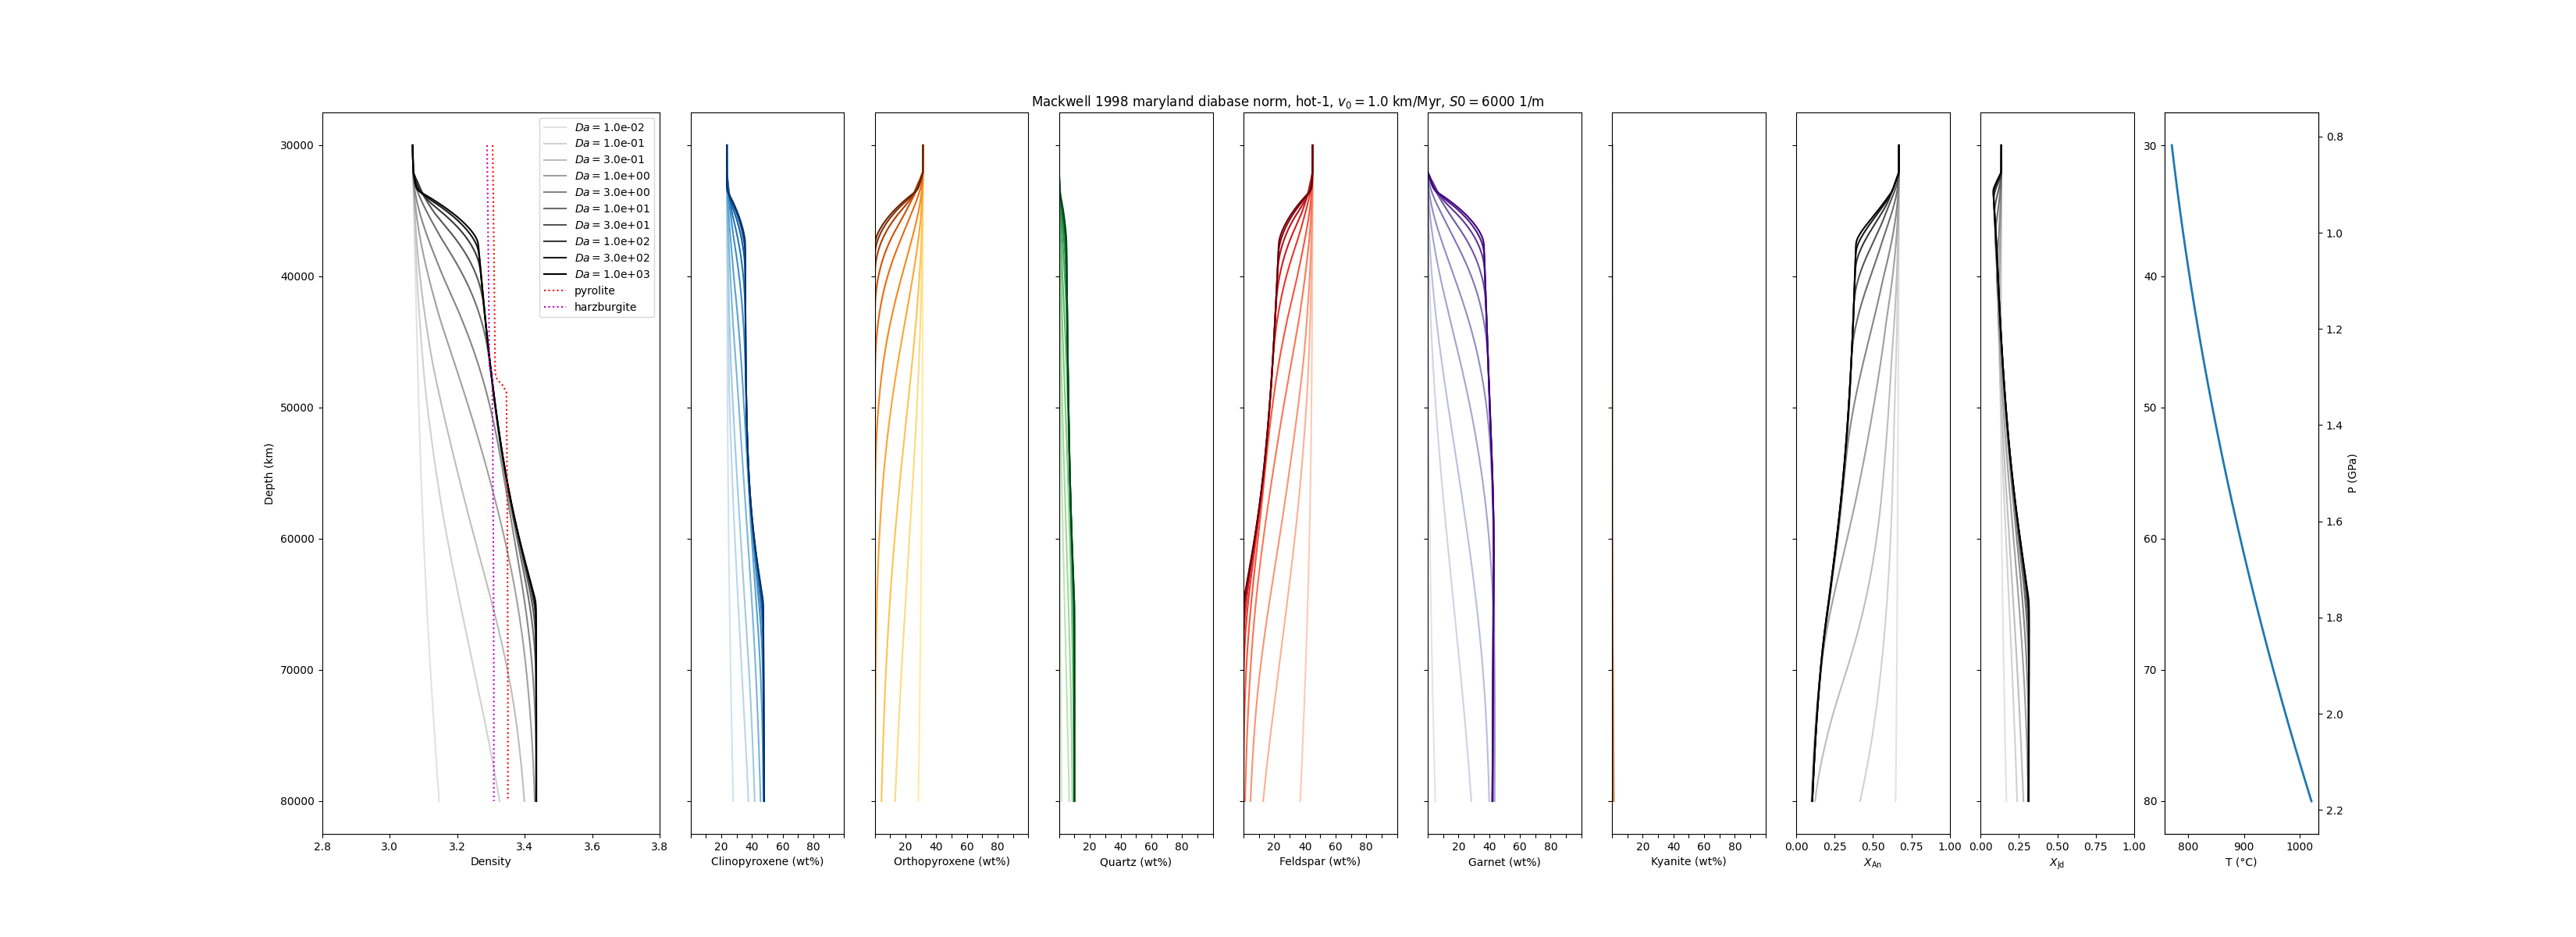 Mackwell 1998 maryland diabase norm, hot-1, v₀ = 1.0 km/Myr, S0 = 6000 1/m
Da = 1.0e-02
Da = 1.0e-01
Da = 3.0e-01
Da = 1.0e+00
Da = 3.0e+00
Da = 1.0e+01
Da = 3.0e+01
Da = 1.0e+02
Da = 3.0e+02
Da = 1.0e+03
pyrolite
harzburgite
Depth (km)
30000
40000
50000
60000
70000
80000
2.8 3.0 3.2 3.4 3.6 3.8
Density
20 40 60 80
Clinopyroxene (wt%)
20 40 60 80
Orthopyroxene (wt%)
20 40 60 80
Quartz (wt%)
20 40 60 80
Feldspar (wt%)
20 40 60 80
Garnet (wt%)
20 40 60 80
Kyanite (wt%)
0.00 0.25 0.50 0.75 1.00
X_An
0.00 0.25 0.50 0.75 1.00
X_Jd
30
40
50
60
70
80
800 900 1000
T (°C)
0.8
1.0
1.2
1.4
1.6
1.8
2.0
2.2
P (GPa)